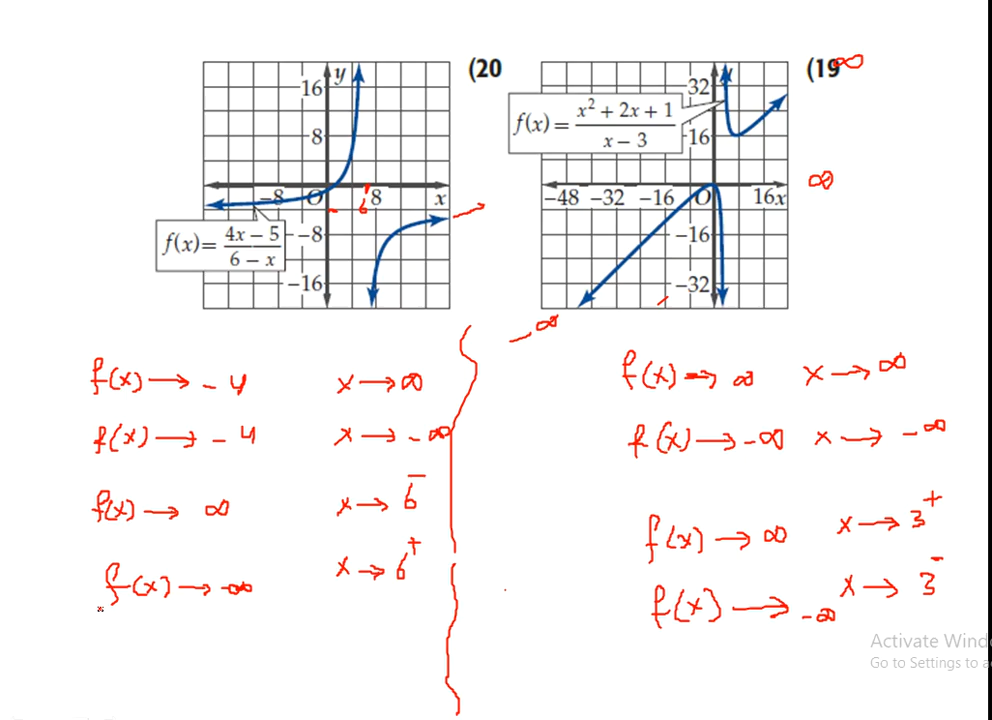 (20
16
y
8
−8
O
8
x
6
−8
−16
f(x) = 4x − 5 / 6 − x
(19
∞
32
y
f(x) = x² + 2x + 1 / x − 3
16
−48 −32 −16 O 16x
∞
−16
−32
−∞
f(x) → −4 x → ∞
f(x) → −4 x → −∞
f(x) → ∞ x → 6⁻
f(x) → −∞ x → 6⁺
f(x) → ∞ x → ∞
f(x) → −∞ x → −∞
f(x) → ∞ x → 3⁺
f(x) → −∞ x → 3⁻
Activate Wind
Go to Settings to a